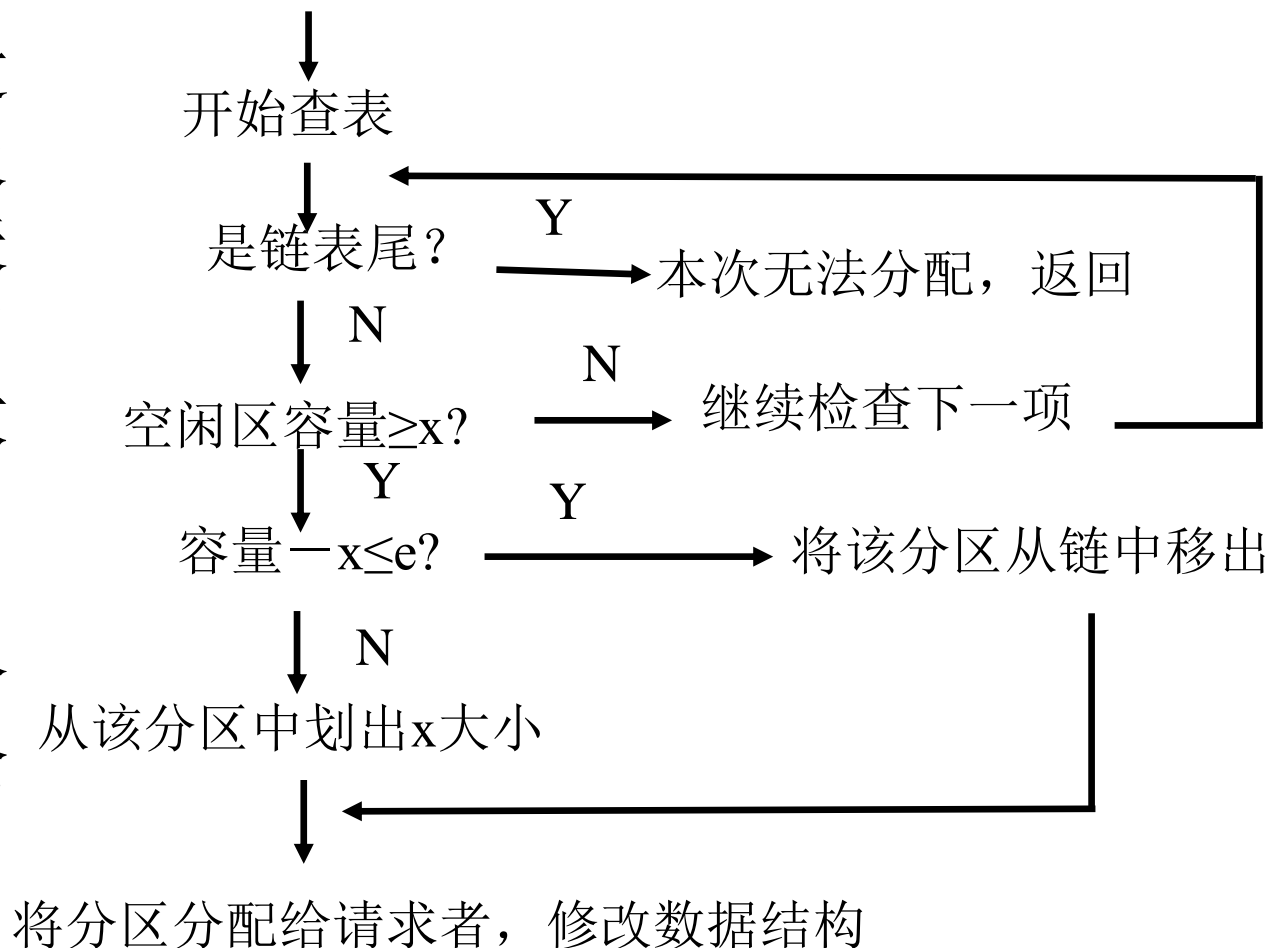 开始查表
是链表尾?
Y
本次无法分配，返回
N
空闲区容量≥x?
N
继续检查下一项
Y
容量－x≤e?
Y
将该分区从链中移出
N
从该分区中划出x大小
将分区分配给请求者，修改数据结构